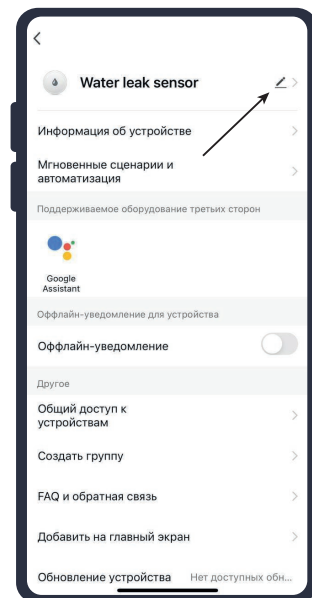 Water leak sensor
Информация об устройстве
Мгновенные сценарии и
автоматизация
Поддерживаемое оборудование третьих сторон
Google
Assistant
Оффлайн-уведомление для устройства
Оффлайн-уведомление
Другое
Общий доступ к
устройствам
Создать группу
FAQ и обратная связь
Добавить на главный экран
Обновление устройства Нет доступных обн...